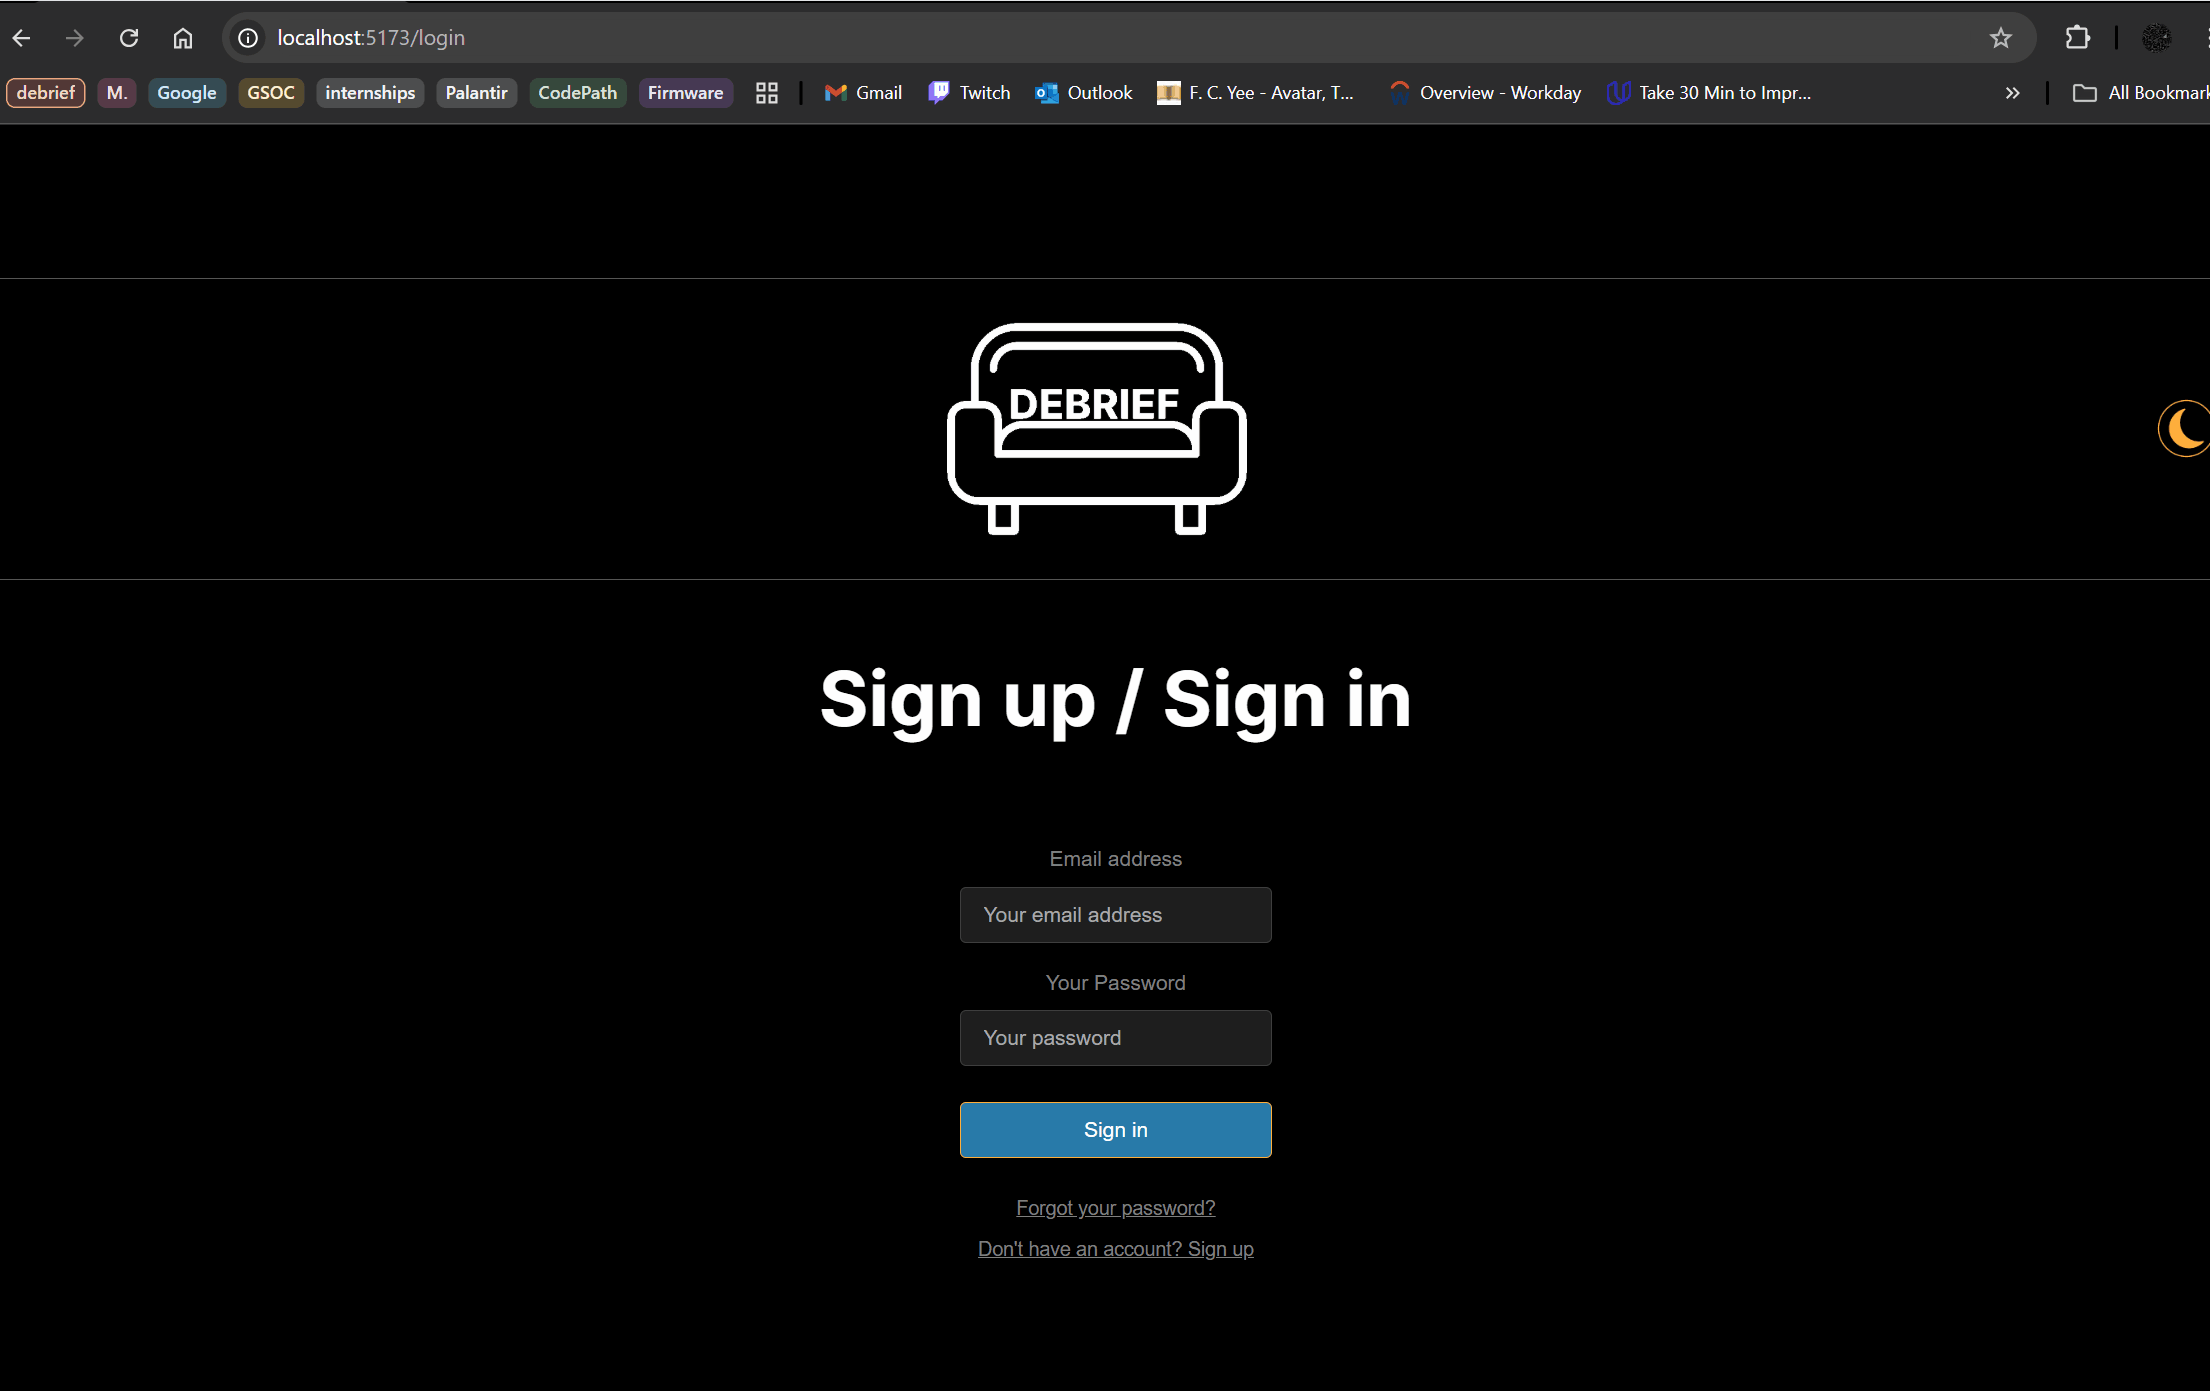 localhost:5173/login
debrief M. Google GSOC internships Palantir CodePath Firmware Gmail Twitch Outlook F. C. Yee - Avatar, T... Overview - Workday Take 30 Min to Impr... All Bookmark
DEBRIEF
Sign up / Sign in
Email address
Your email address
Your Password
Your password
Sign in
Forgot your password?
Don't have an account? Sign up